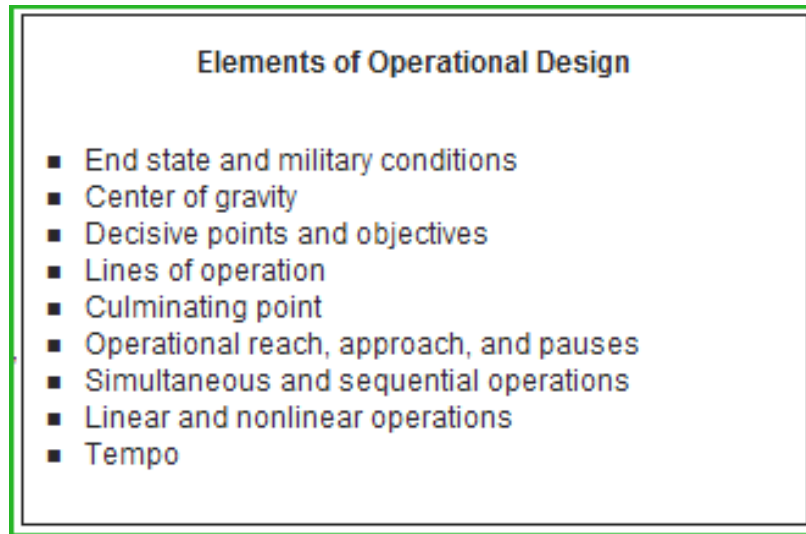 Elements of Operational Design
■ End state and military conditions
■ Center of gravity
■ Decisive points and objectives
■ Lines of operation
■ Culminating point
■ Operational reach, approach, and pauses
■ Simultaneous and sequential operations
■ Linear and nonlinear operations
■ Tempo